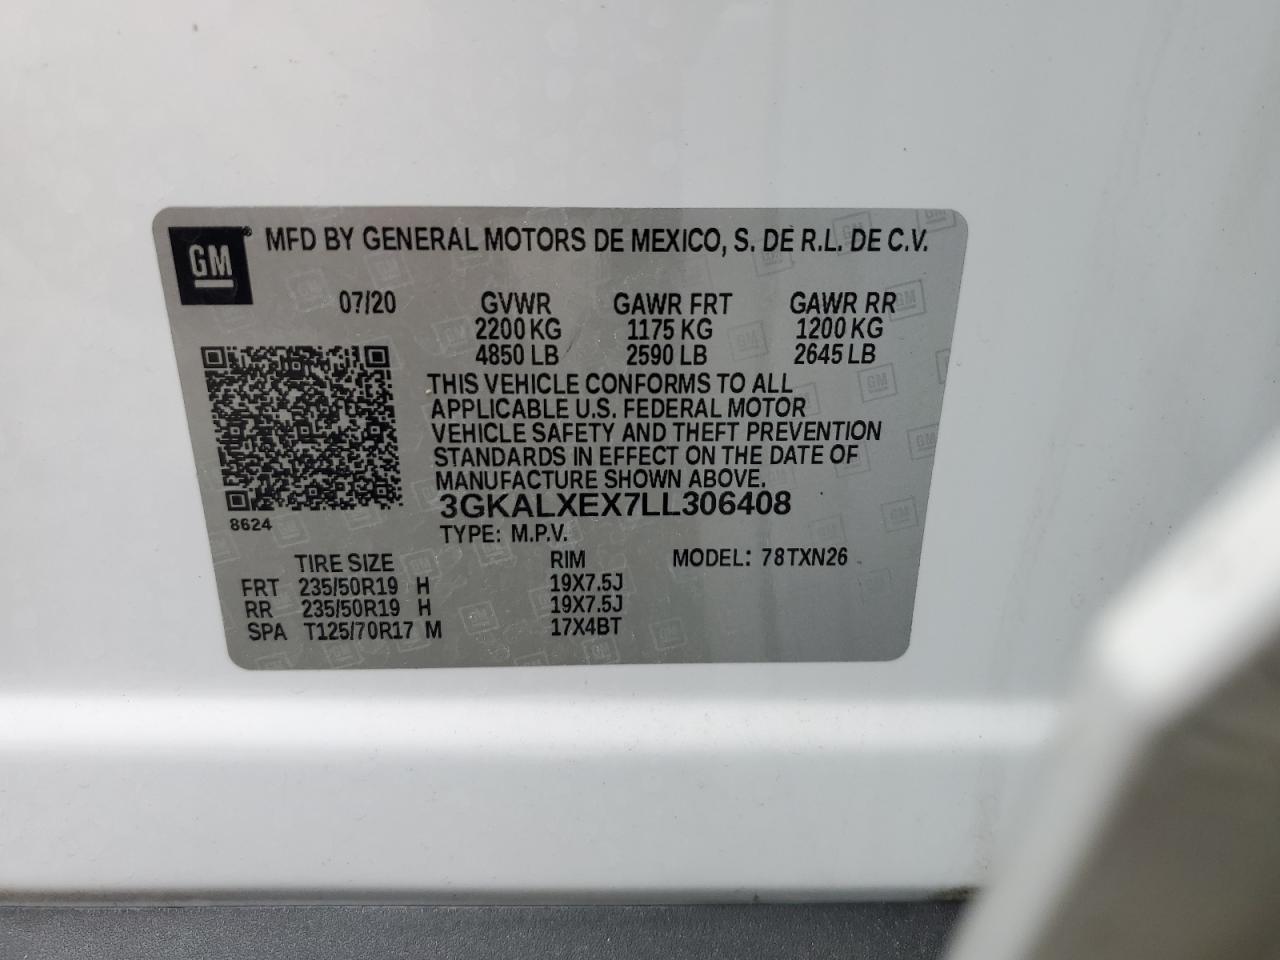 GM® MFD BY GENERAL MOTORS DE MEXICO, S. DE R.L. DE C.V.
07/20 GVWR GAWR FRT GAWR RR
2200 KG 1175 KG 1200 KG
4850 LB 2590 LB 2645 LB
THIS VEHICLE CONFORMS TO ALL
APPLICABLE U.S. FEDERAL MOTOR
VEHICLE SAFETY AND THEFT PREVENTION
STANDARDS IN EFFECT ON THE DATE OF
MANUFACTURE SHOWN ABOVE.
3GKALXEX7LL306408
8624
TYPE: M.P.V.
TIRE SIZE RIM MODEL: 78TXN26
FRT 235/50R19 H 19X7.5J
RR 235/50R19 H 19X7.5J
SPA T125/70R17 M 17X4BT